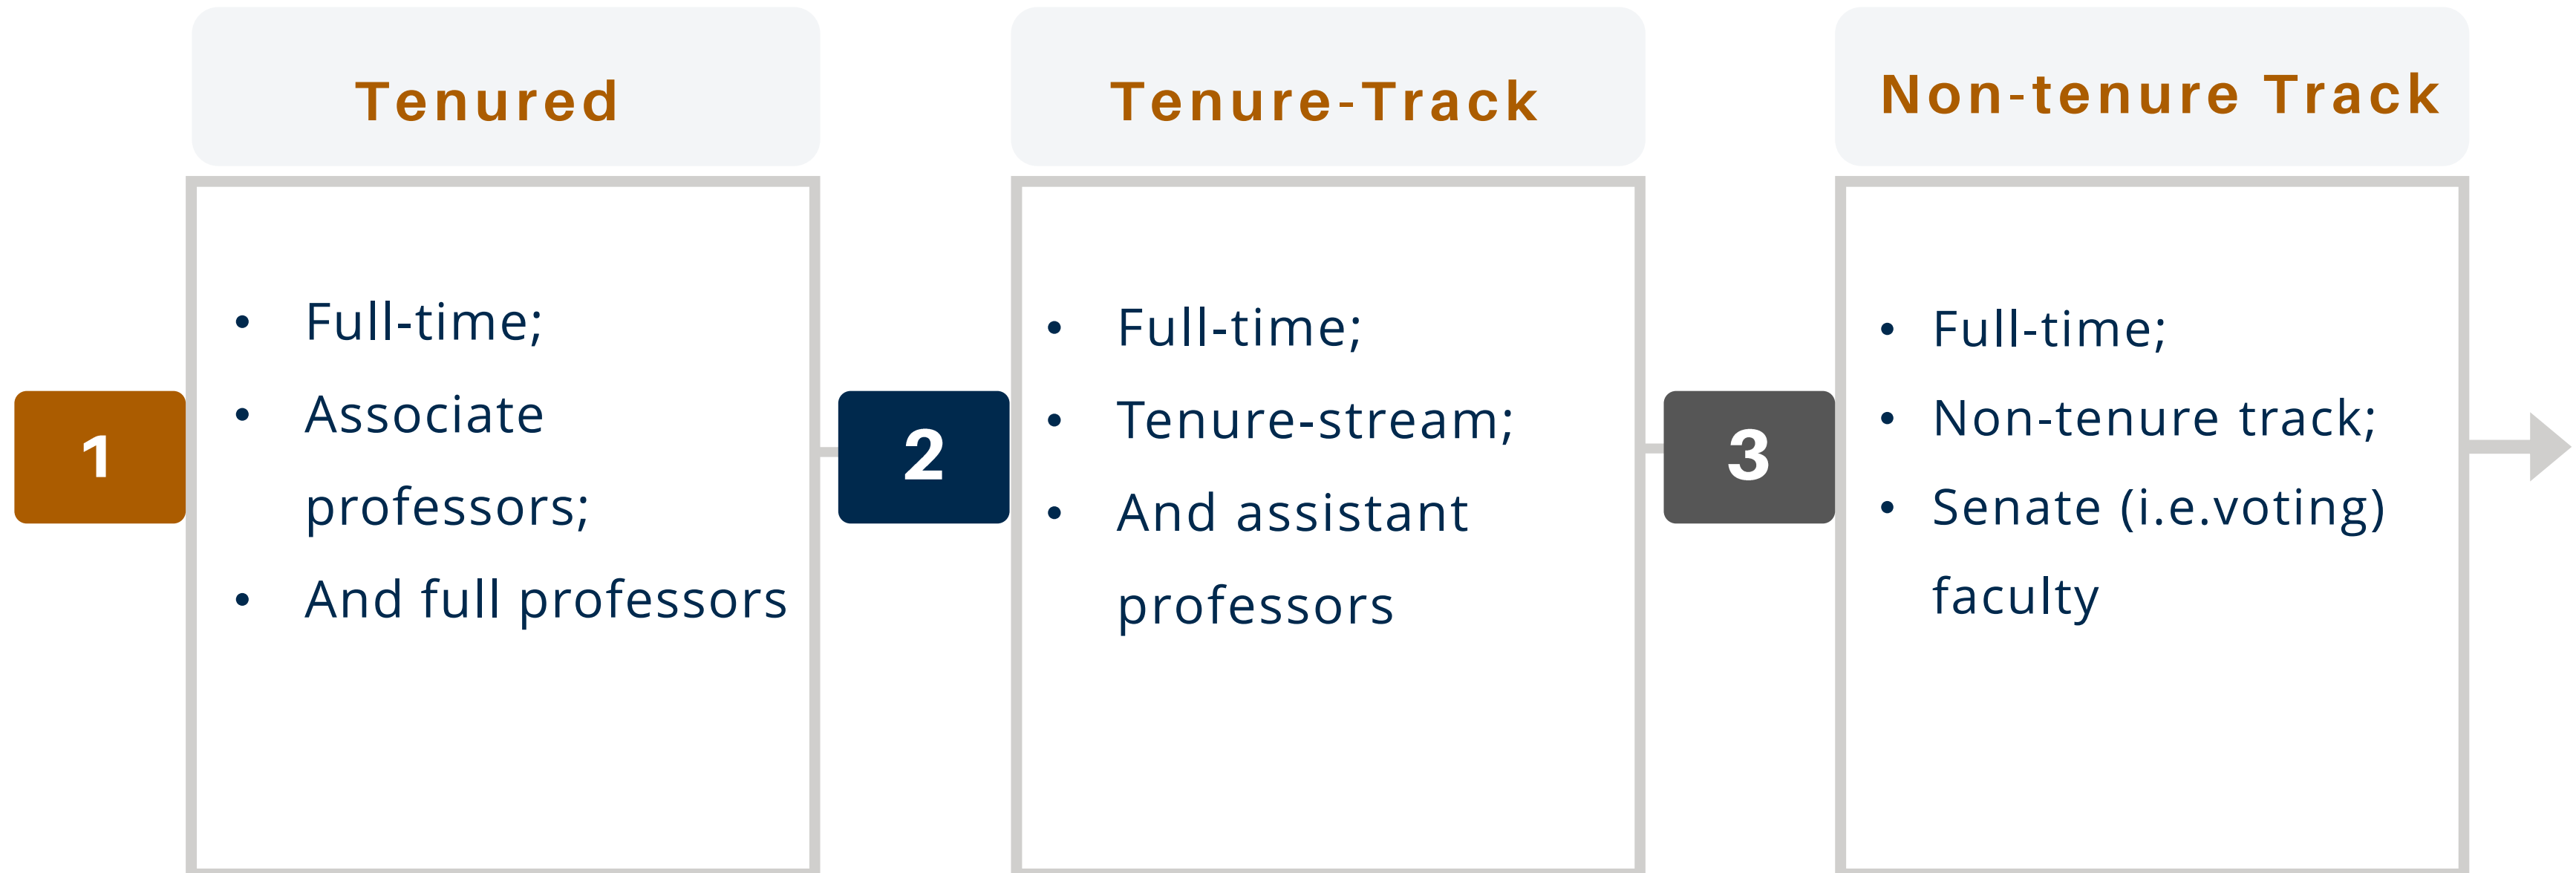 Tenured
1
• Full-time;
• Associate
professors;
• And full professors
Tenure-Track
2
• Full-time;
• Tenure-stream;
• And assistant
professors
Non-tenure Track
3
• Full-time;
• Non-tenure track;
• Senate (i.e.voting)
faculty